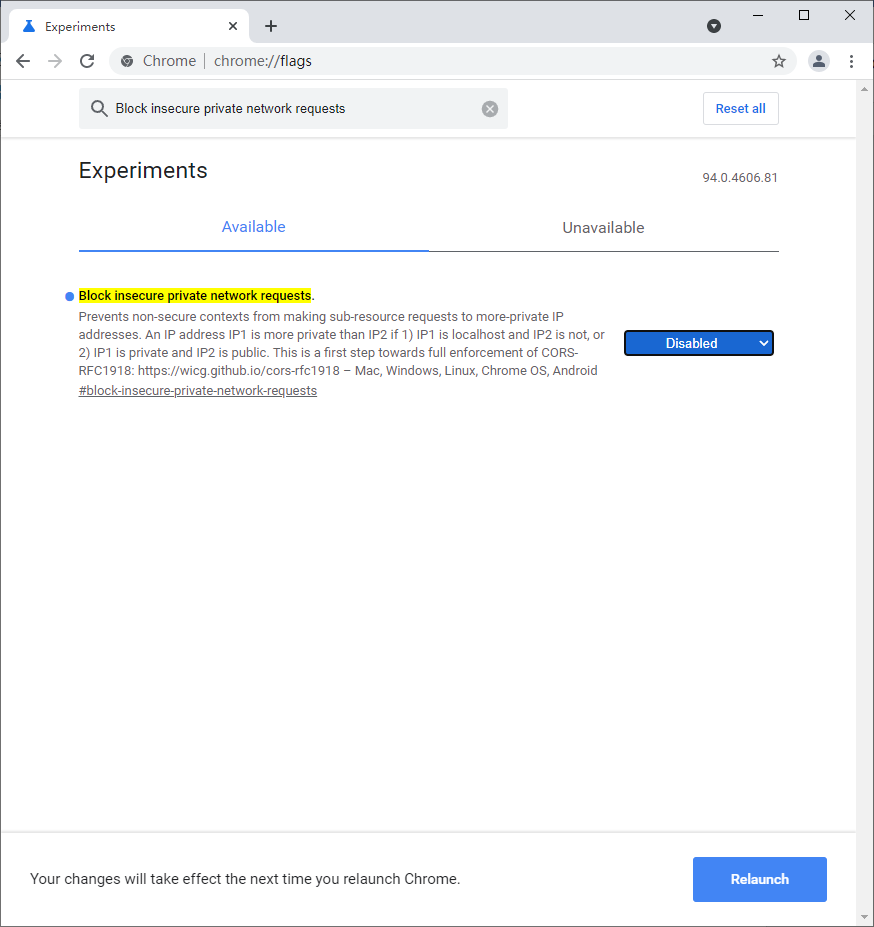 Experiments
Chrome | chrome://flags
Block insecure private network requests
Reset all
Experiments
94.0.4606.81
Available
Unavailable
Block insecure private network requests.
Prevents non-secure contexts from making sub-resource requests to more-private IP
addresses. An IP address IP1 is more private than IP2 if 1) IP1 is localhost and IP2 is not, or
2) IP1 is private and IP2 is public. This is a first step towards full enforcement of CORS-
RFC1918: https://wicg.github.io/cors-rfc1918 – Mac, Windows, Linux, Chrome OS, Android
#block-insecure-private-network-requests
Disabled
Your changes will take effect the next time you relaunch Chrome.
Relaunch